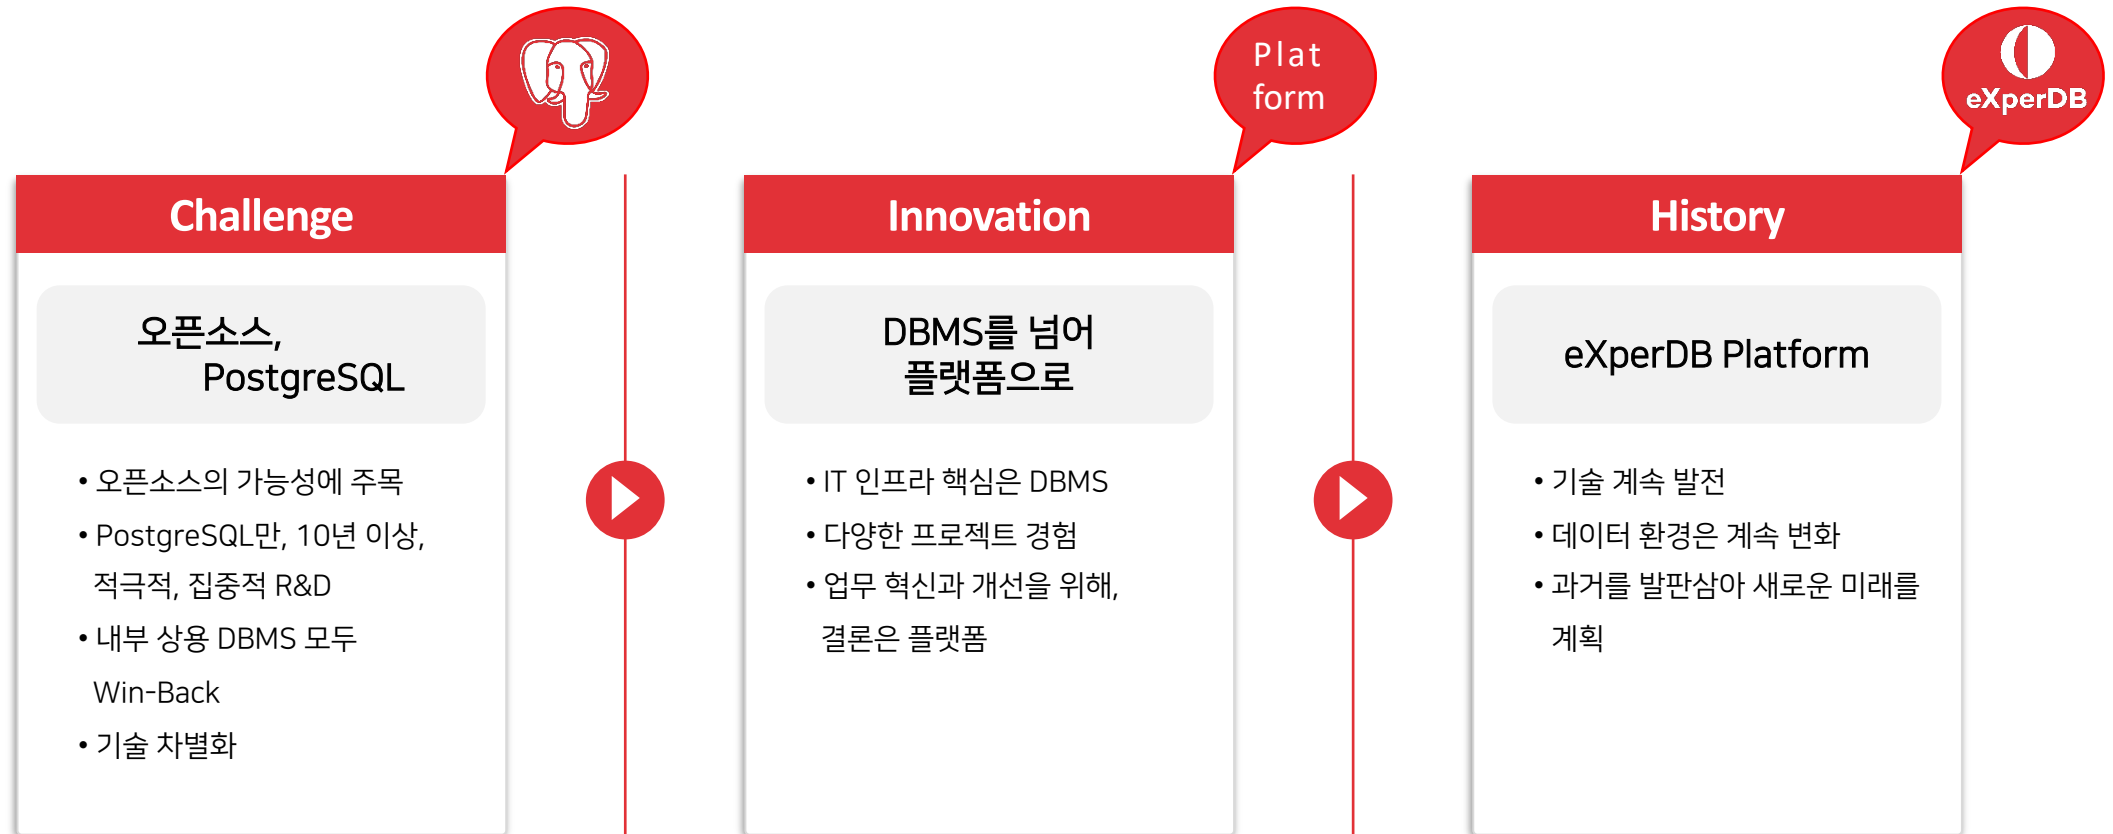 Challenge
오픈소스,
PostgreSQL
• 오픈소스의 가능성에 주목
• PostgreSQL만, 10년 이상,
적극적, 집중적 R&D
• 내부 상용 DBMS 모두
Win-Back
• 기술 차별화
Plat
form
Innovation
DBMS를 넘어
플랫폼으로
• IT 인프라 핵심은 DBMS
• 다양한 프로젝트 경험
• 업무 혁신과 개선을 위해,
결론은 플랫폼
eXperDB
History
eXperDB Platform
• 기술 계속 발전
• 데이터 환경은 계속 변화
• 과거를 발판삼아 새로운 미래를
계획